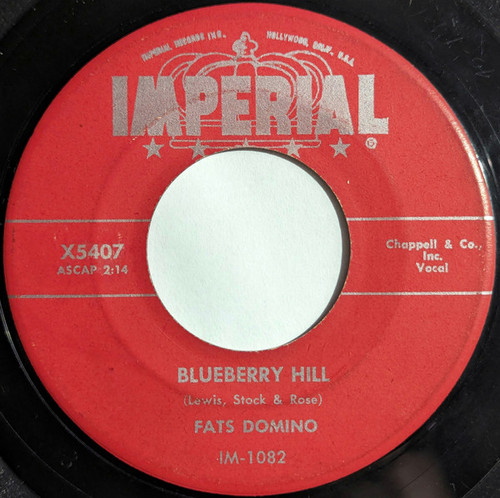 IMPERIAL RECORDS INC. HOLLYWOOD, CALIF. U.S.A.
IMPERIAL
®
X5407
ASCAP 2:14
Chappell & Co.,
Inc.
Vocal
BLUEBERRY HILL
(Lewis, Stock & Rose)
FATS DOMINO
IM-1082